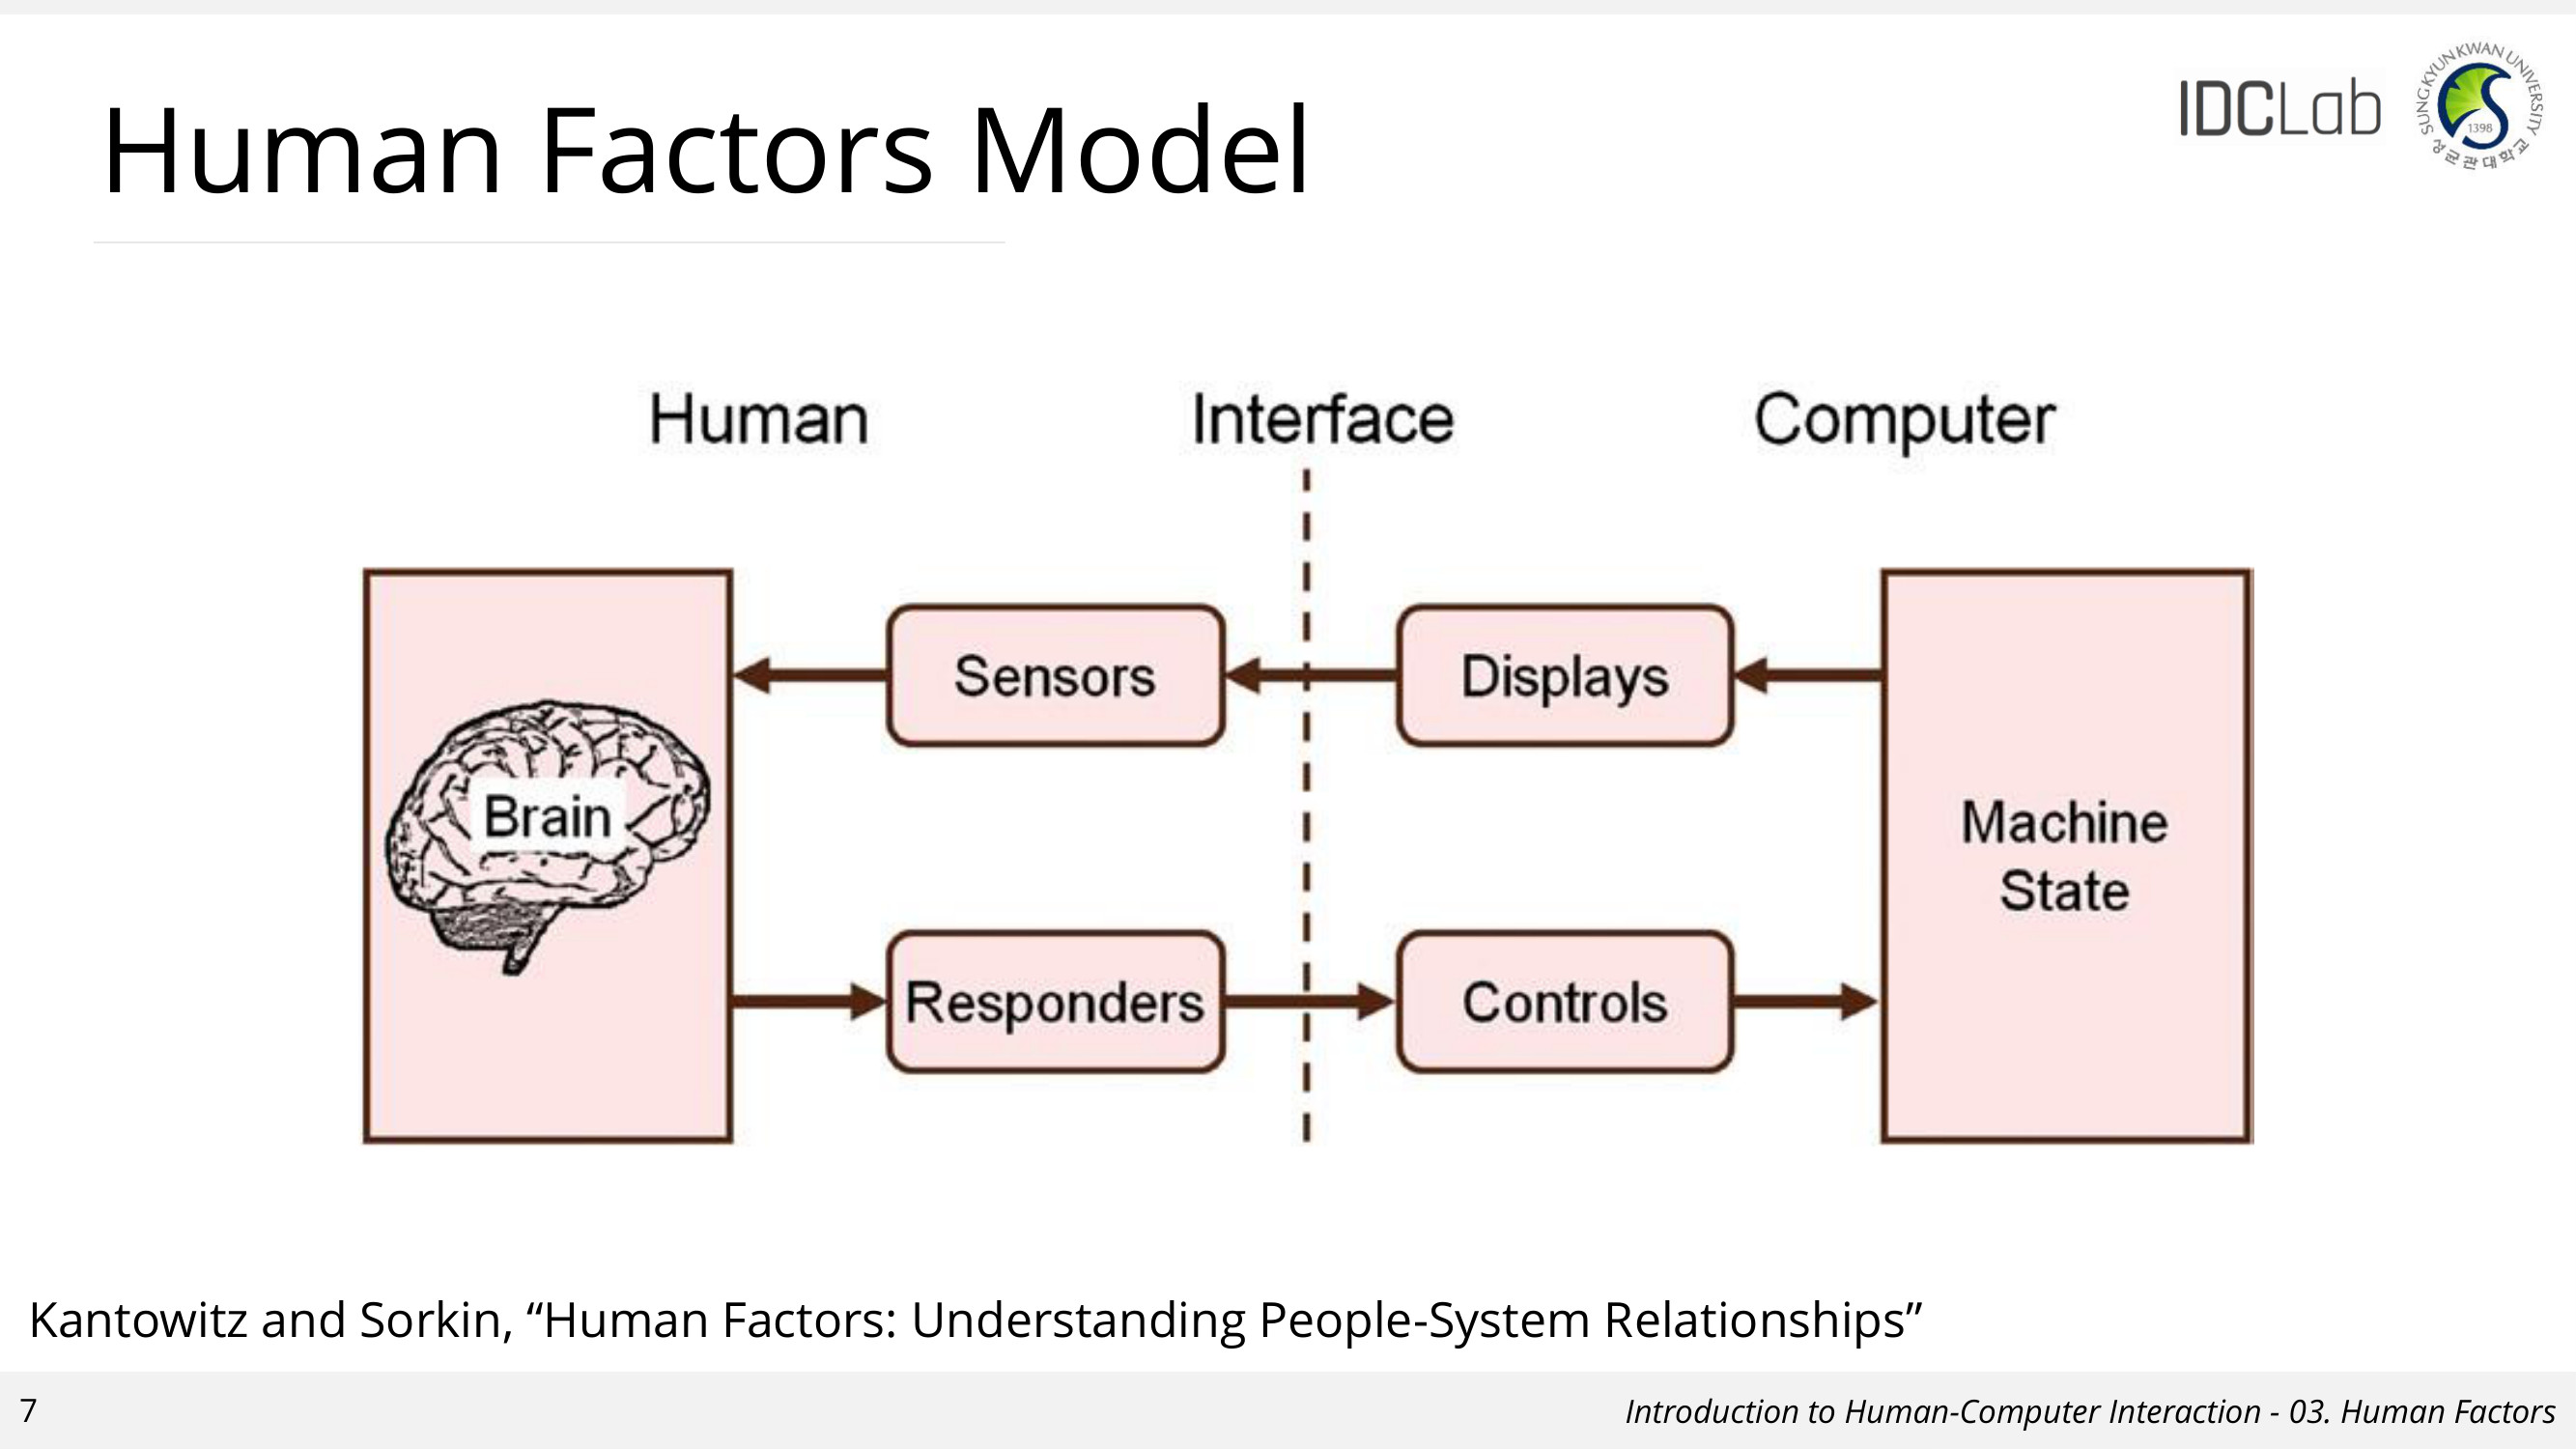 Human Factors Model
IDCLab
SUNGKYUNKWAN UNIVERSITY
1398
성균관대학교
Human Interface Computer
Sensors Displays
Brain
Machine
State
Responders Controls
Kantowitz and Sorkin, “Human Factors: Understanding People-System Relationships”
7
Introduction to Human-Computer Interaction - 03. Human Factors